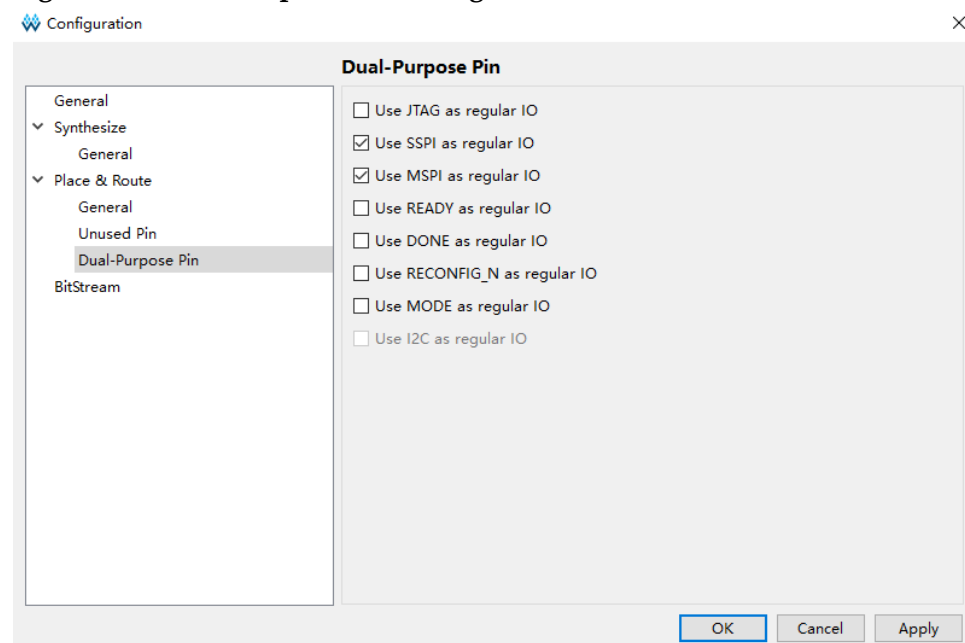 Configuration
Dual-Purpose Pin
General
Synthesize
General
Place & Route
General
Unused Pin
Dual-Purpose Pin
BitStream
Use JTAG as regular IO
Use SSPI as regular IO
Use MSPI as regular IO
Use READY as regular IO
Use DONE as regular IO
Use RECONFIG_N as regular IO
Use MODE as regular IO
Use I2C as regular IO
OK
Cancel
Apply